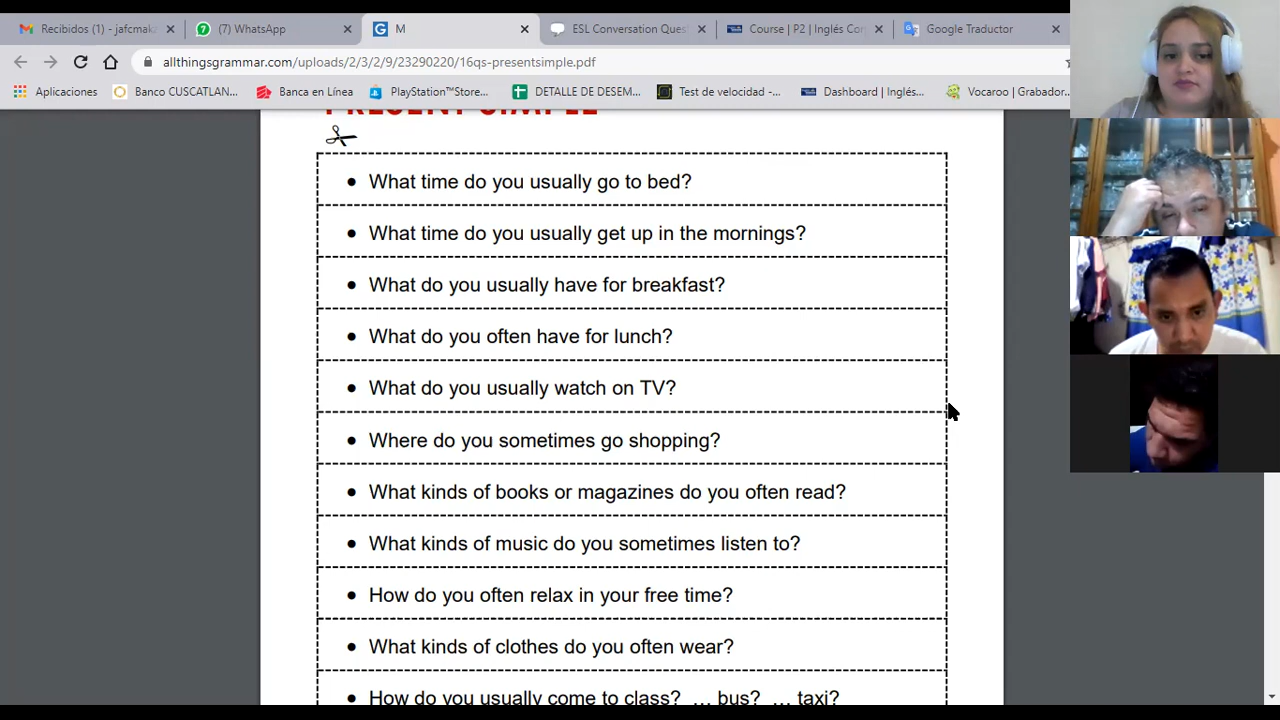 Recibidos (1) - jafcmaka
(7) WhatsApp
M
ESL Conversation Ques
Course | P2 | Inglés Cor
Google Traductor
allthingsgrammar.com/uploads/2/3/2/9/23290220/16qs-presentsimple.pdf
Aplicaciones
Banco CUSCATLAN...
Banca en Línea
PlayStation™Store...
DETALLE DE DESEM...
Test de velocidad -...
Dashboard | Inglés...
Vocaroo | Grabador...
PRESENT SIMPLE
• What time do you usually go to bed?
• What time do you usually get up in the mornings?
• What do you usually have for breakfast?
• What do you often have for lunch?
• What do you usually watch on TV?
• Where do you sometimes go shopping?
• What kinds of books or magazines do you often read?
• What kinds of music do you sometimes listen to?
• How do you often relax in your free time?
• What kinds of clothes do you often wear?
• How do you usually come to class? ... bus? ... taxi?